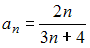 aₙ = 2n / (3n + 4)